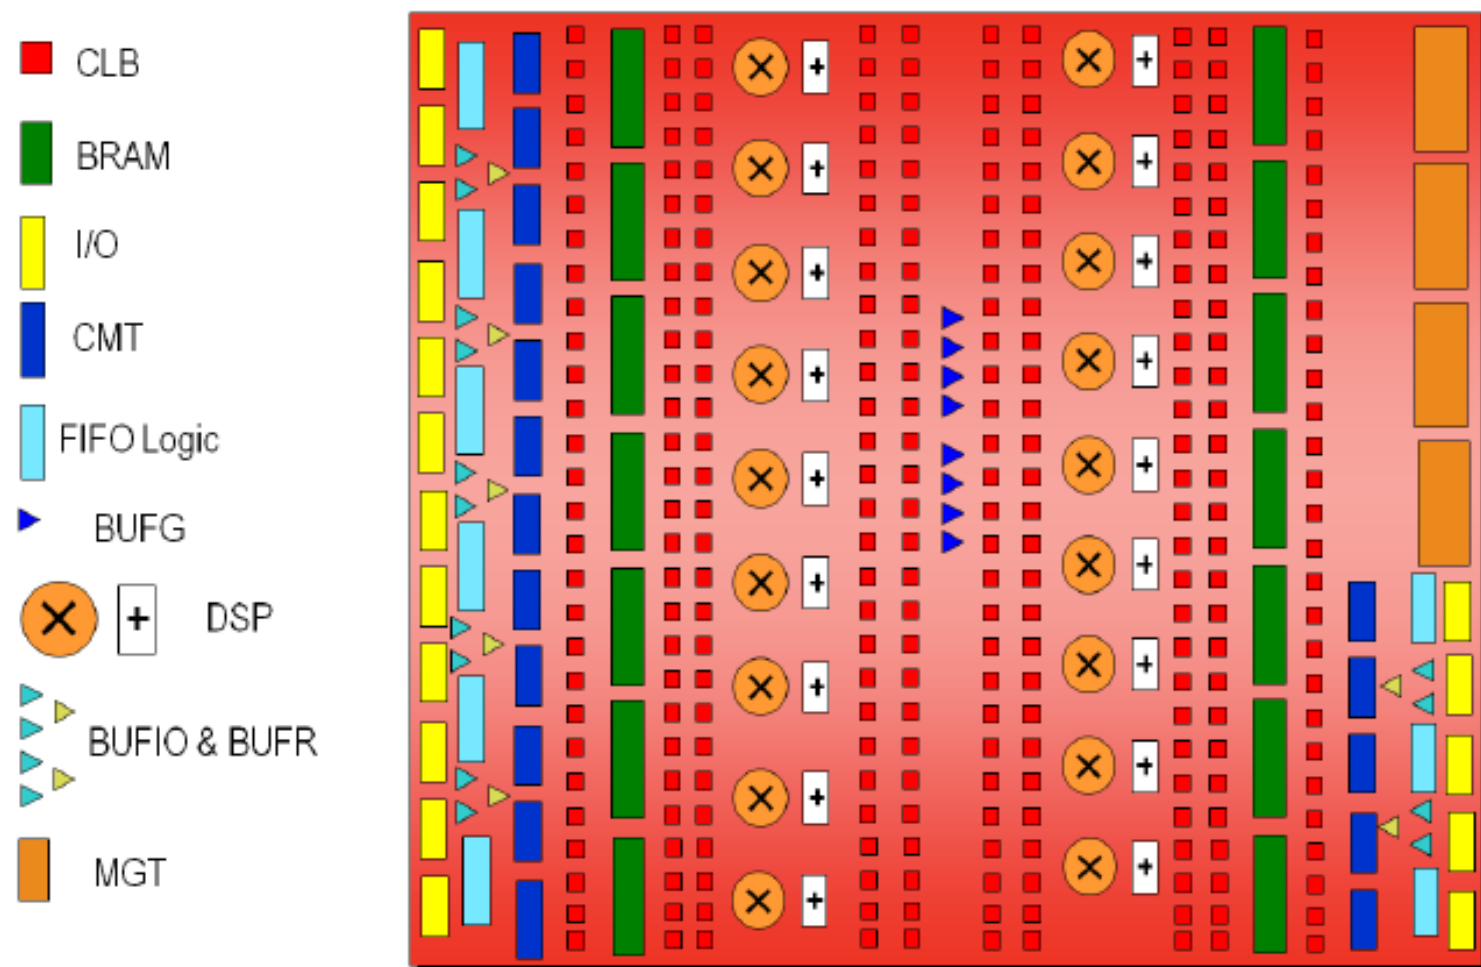 CLB
BRAM
I/O
CMT
FIFO Logic
BUFG
DSP
BUFIO & BUFR
MGT